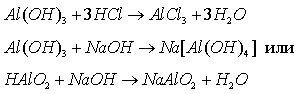 Al(OH)₃ + 3HCl → AlCl₃ + 3H₂O
Al(OH)₃ + NaOH → Na[Al(OH)₄] или
HAlO₂ + NaOH → NaAlO₂ + H₂O